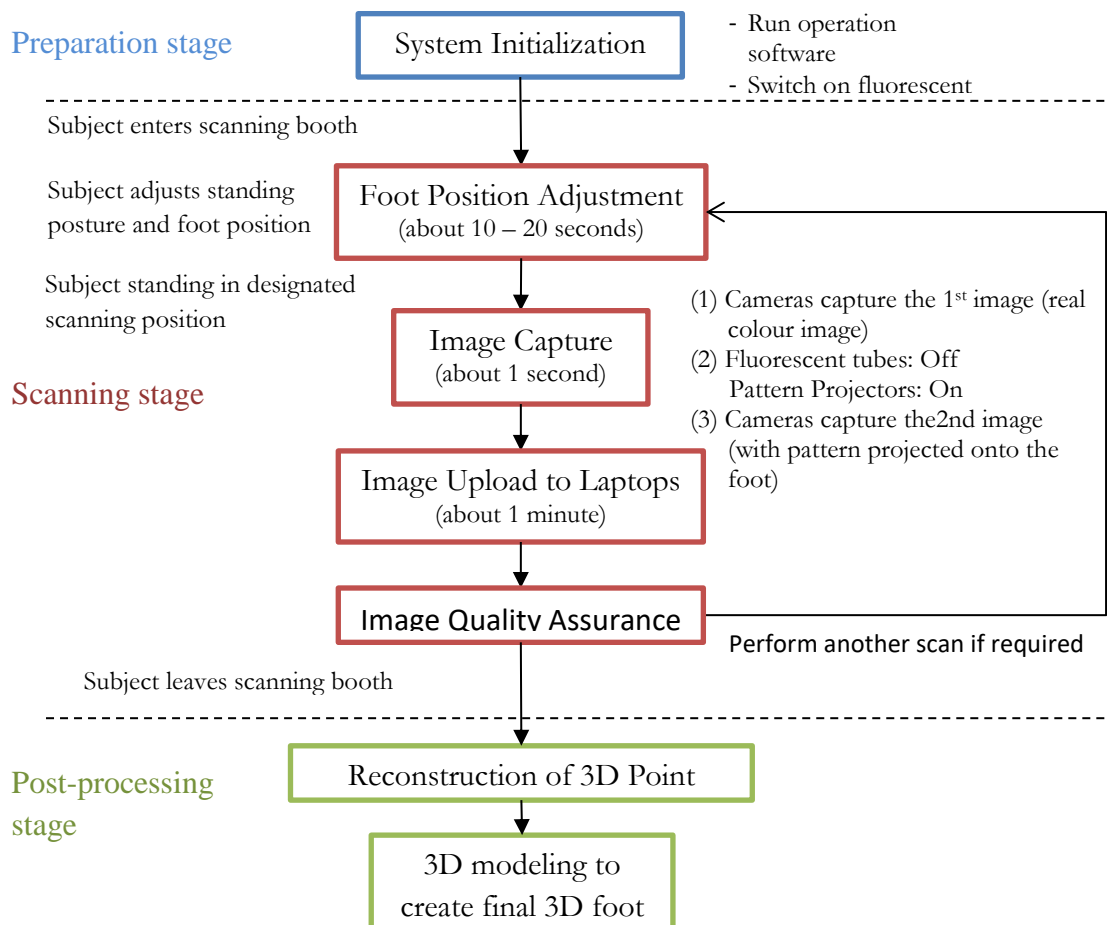 Preparation stage
System Initialization
- Run operation
software
- Switch on fluorescent
Subject enters scanning booth
Subject adjusts standing
posture and foot position
Foot Position Adjustment
(about 10 – 20 seconds)
Subject standing in designated
scanning position
Image Capture
(about 1 second)
(1) Cameras capture the 1st image (real
colour image)
(2) Fluorescent tubes: Off
Pattern Projectors: On
(3) Cameras capture the2nd image
(with pattern projected onto the
foot)
Scanning stage
Image Upload to Laptops
(about 1 minute)
Image Quality Assurance
Perform another scan if required
Subject leaves scanning booth
Post-processing
stage
Reconstruction of 3D Point
3D modeling to
create final 3D foot